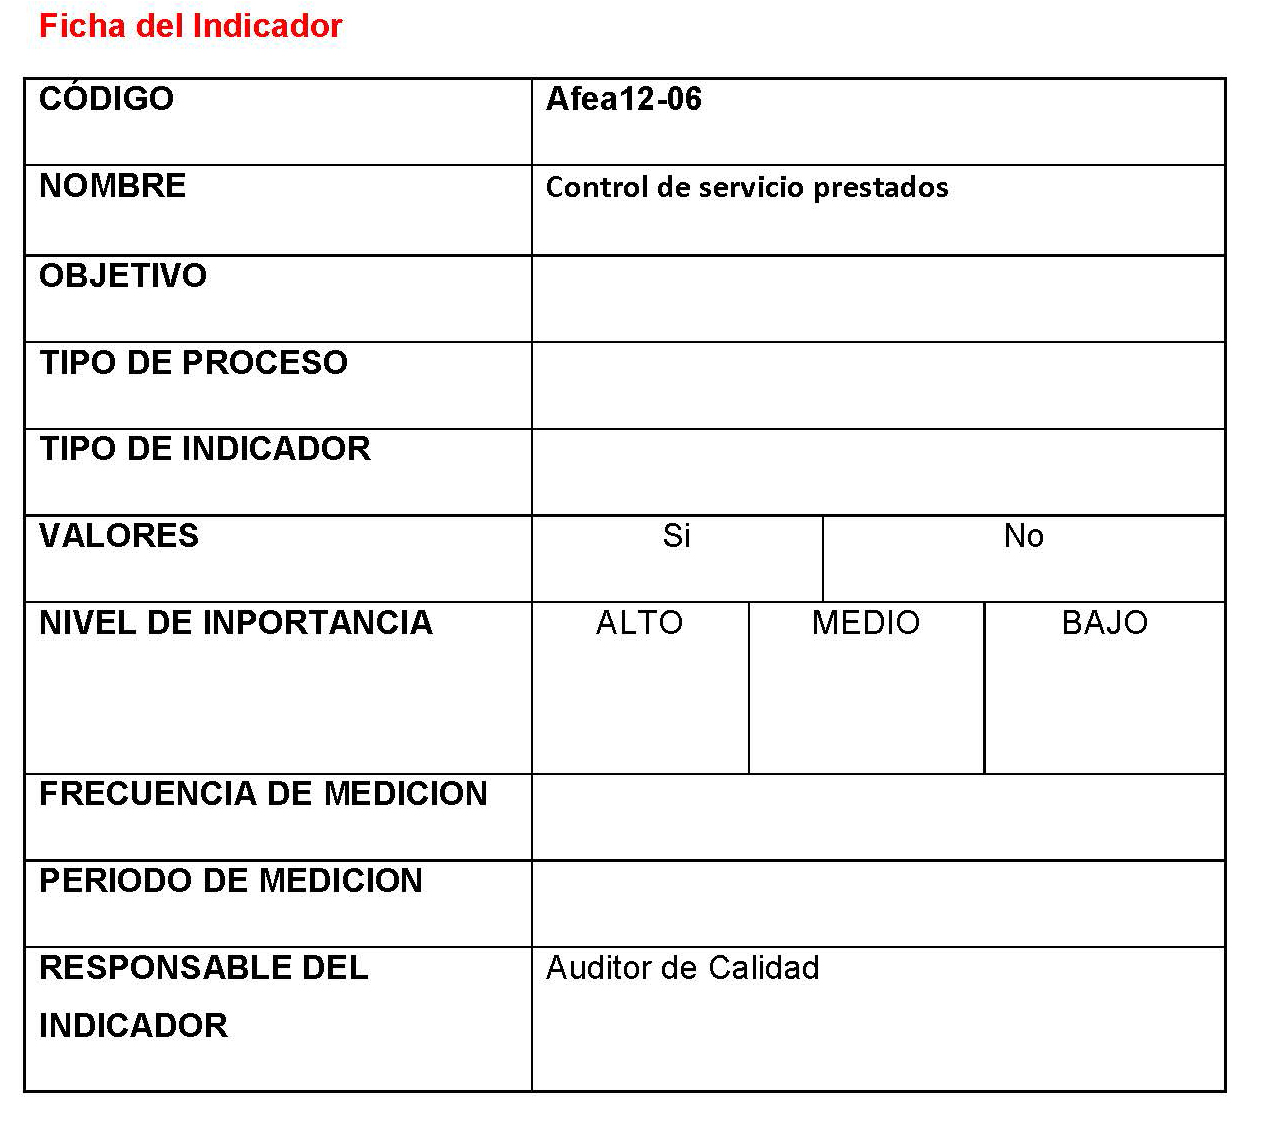 Ficha del Indicador
CÓDIGO Afea12-06
NOMBRE Control de servicio prestados
OBJETIVO
TIPO DE PROCESO
TIPO DE INDICADOR
VALORES Si No
NIVEL DE INPORTANCIA ALTO MEDIO BAJO
FRECUENCIA DE MEDICION
PERIODO DE MEDICION
RESPONSABLE DEL Auditor de Calidad
INDICADOR